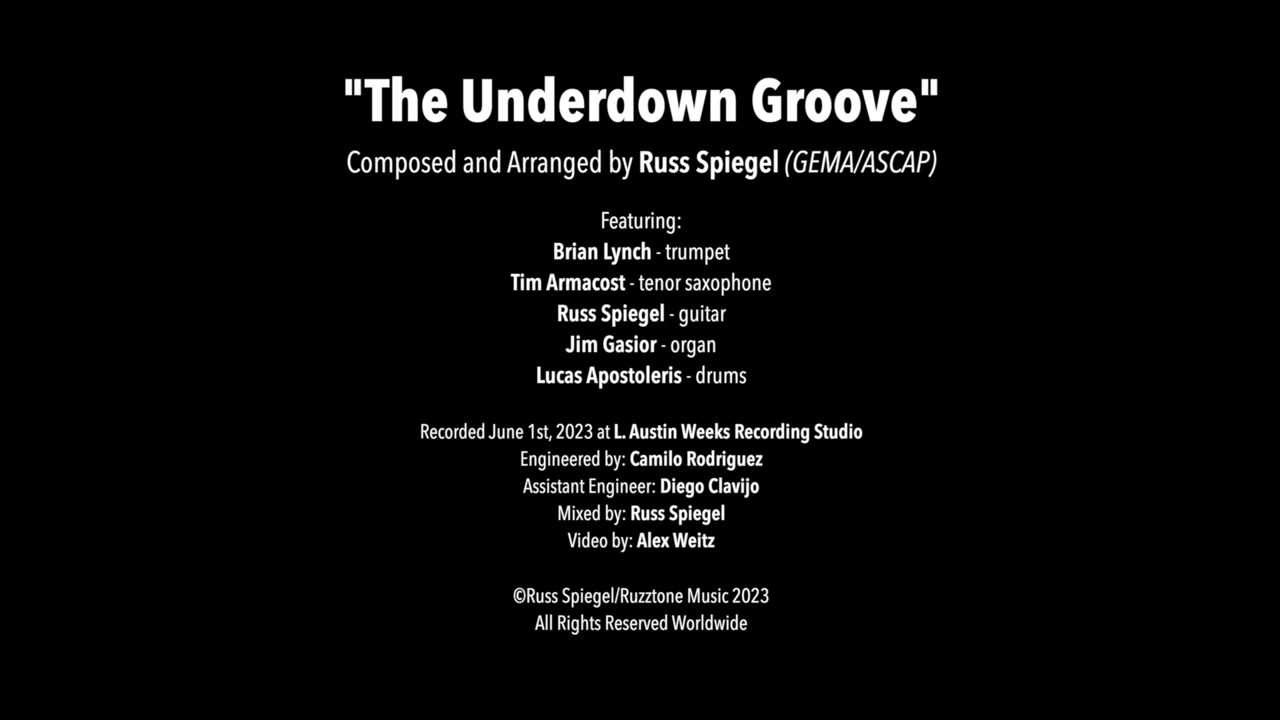 "The Underdown Groove"
Composed and Arranged by Russ Spiegel (GEMA/ASCAP)
Featuring:
Brian Lynch - trumpet
Tim Armacost - tenor saxophone
Russ Spiegel - guitar
Jim Gasior - organ
Lucas Apostoleris - drums
Recorded June 1st, 2023 at L. Austin Weeks Recording Studio
Engineered by: Camilo Rodriguez
Assistant Engineer: Diego Clavijo
Mixed by: Russ Spiegel
Video by: Alex Weitz
©Russ Spiegel/Ruzztone Music 2023
All Rights Reserved Worldwide